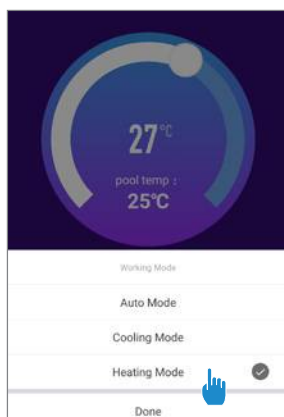 27°C
pool temp :
25°C
Working Mode
Auto Mode
Cooling Mode
Heating Mode
Done